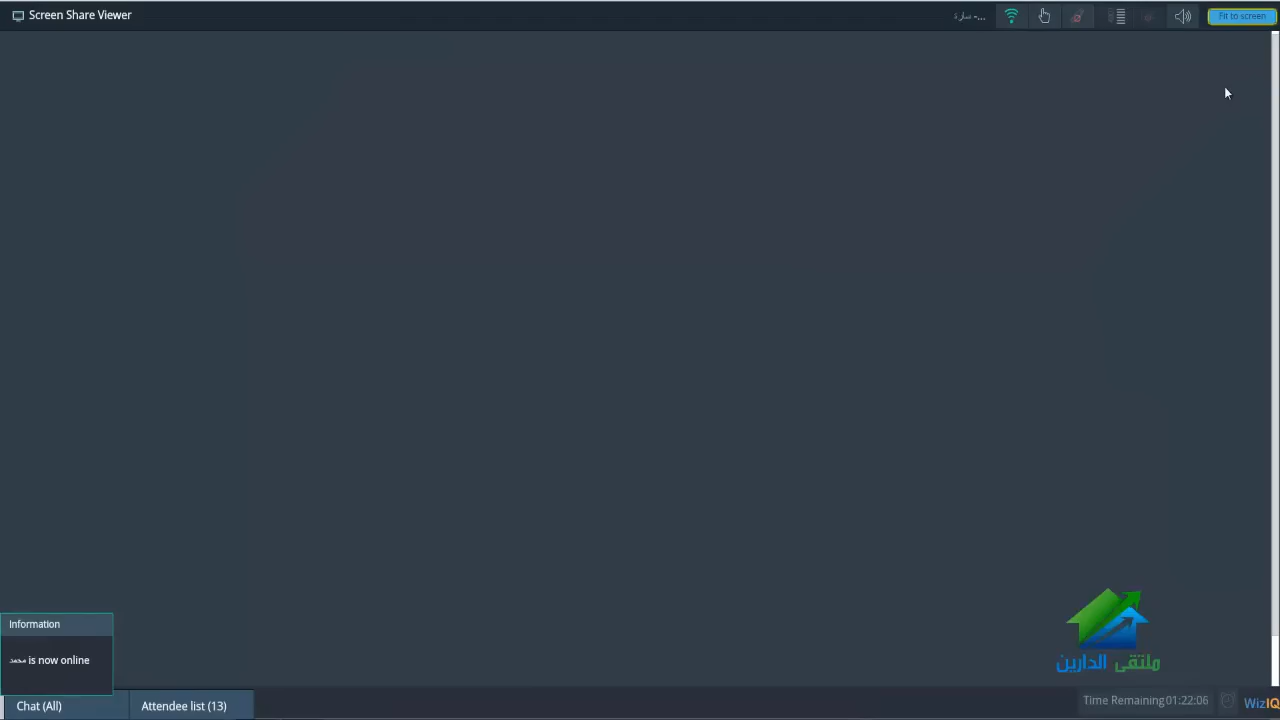 Screen Share Viewer
سارة -...
Fit to screen
ملتقى الدارين
Information
محمد is now online
Chat (All)
Attendee list (13)
Time Remaining 01:22:06
WizIQ